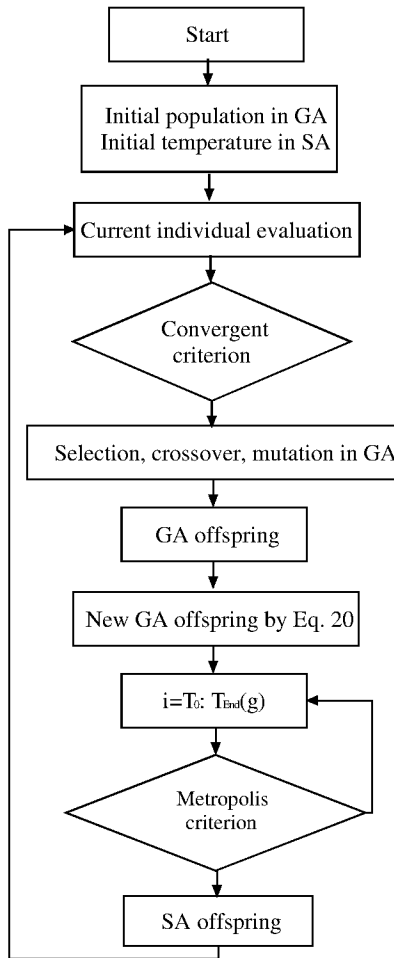 Start
Initial population in GA
Initial temperature in SA
Current individual evaluation
Convergent
criterion
Selection, crossover, mutation in GA
GA offspring
New GA offspring by Eq. 20
i=T0: TEnd(g)
Metropolis
criterion
SA offspring